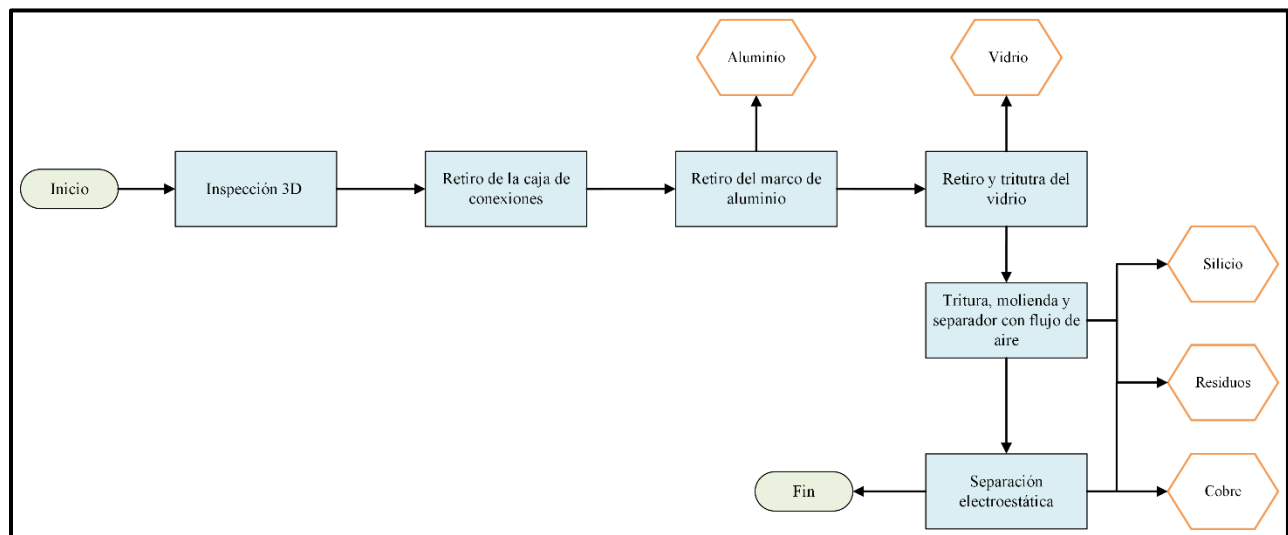 Aluminio
Vidrio
Inicio
Inspección 3D
Retiro de la caja de
conexiones
Retiro del marco de
aluminio
Retiro y tritutra del
vidrio
Silicio
Tritura, molienda y
separador con flujo de
aire
Residuos
Fin
Separación
electroestática
Cobre